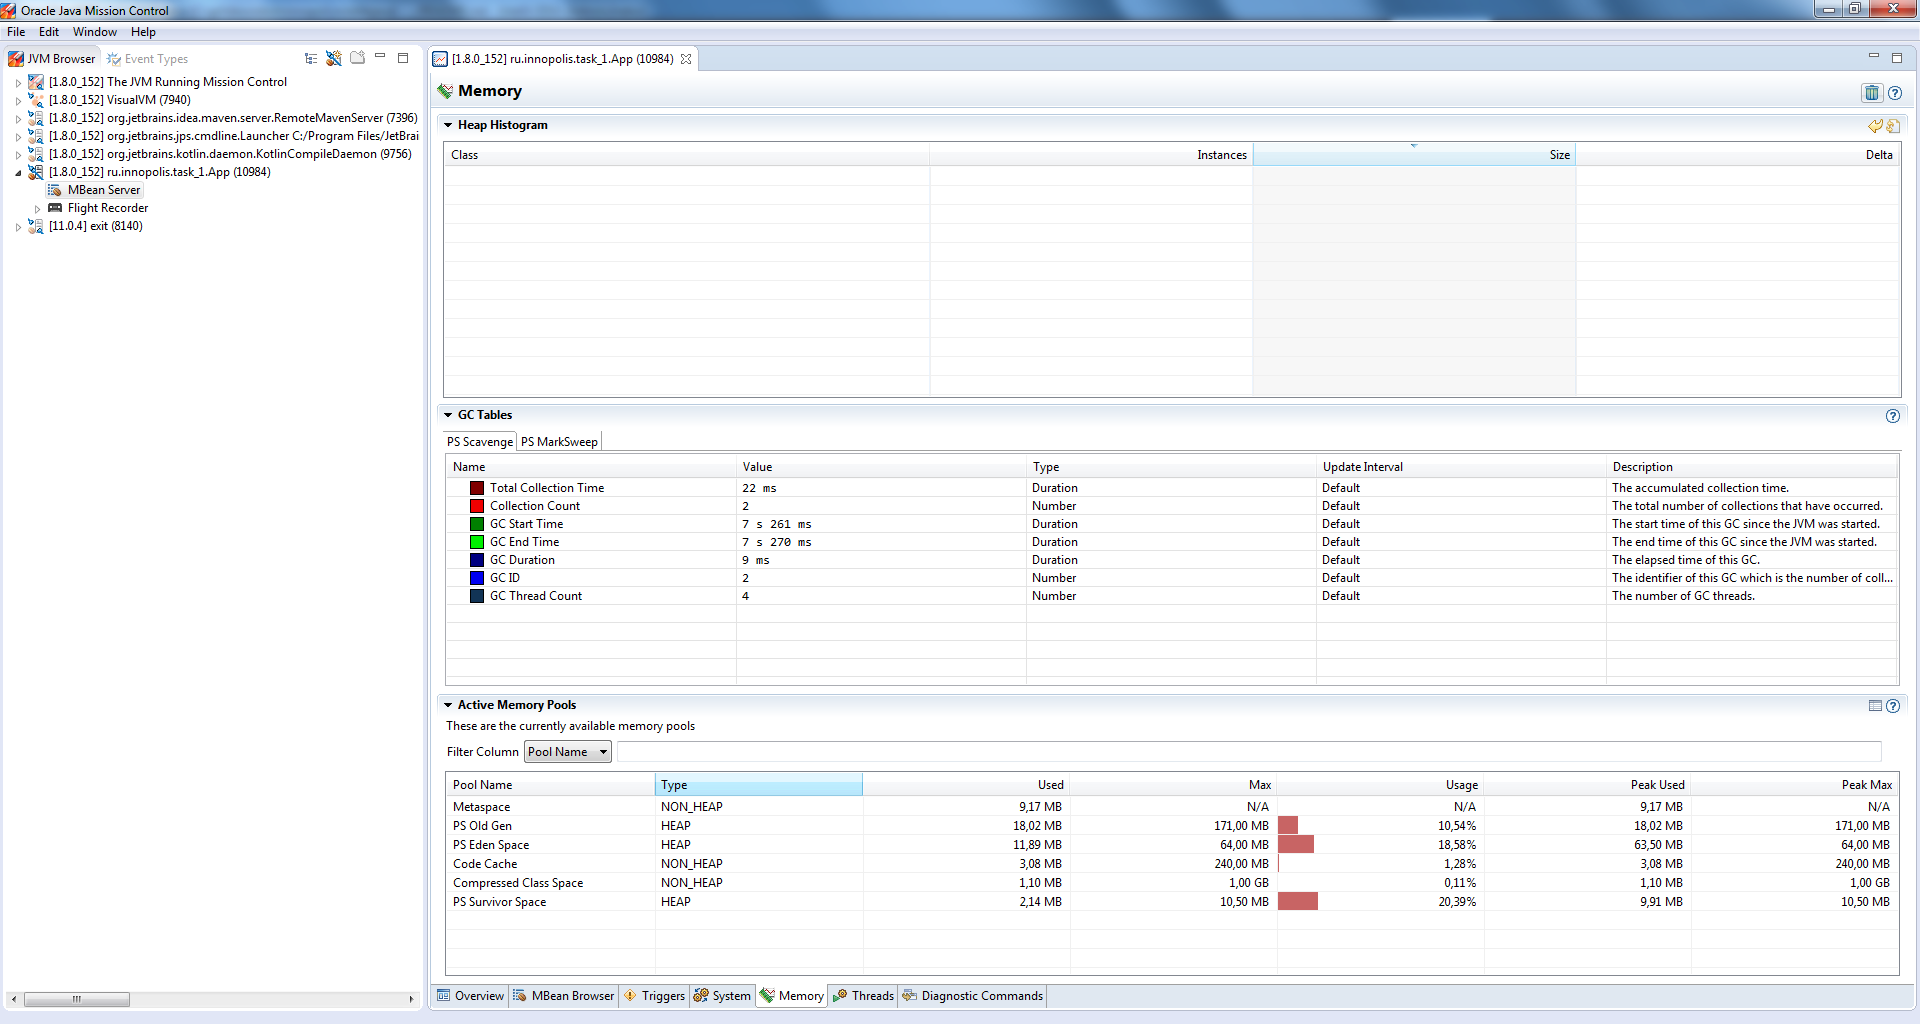 Oracle Java Mission Control
File Edit Window Help
JVM Browser Event Types
[1.8.0_152] The JVM Running Mission Control
[1.8.0_152] VisualVM (7940)
[1.8.0_152] org.jetbrains.idea.maven.server.RemoteMavenServer (7396)
[1.8.0_152] org.jetbrains.jps.cmdline.Launcher C:/Program Files/JetBrai
[1.8.0_152] org.jetbrains.kotlin.daemon.KotlinCompileDaemon (9756)
[1.8.0_152] ru.innopolis.task_1.App (10984)
MBean Server
Flight Recorder
[11.0.4] exit (8140)
[1.8.0_152] ru.innopolis.task_1.App (10984)
Memory
Heap Histogram
Class Instances Size Delta
GC Tables
PS Scavenge PS MarkSweep
Name Value Type Update Interval Description
Total Collection Time 22 ms Duration Default The accumulated collection time.
Collection Count 2 Number Default The total number of collections that have occurred.
GC Start Time 7 s 261 ms Duration Default The start time of this GC since the JVM was started.
GC End Time 7 s 270 ms Duration Default The end time of this GC since the JVM was started.
GC Duration 9 ms Duration Default The elapsed time of this GC.
GC ID 2 Number Default The identifier of this GC which is the number of coll...
GC Thread Count 4 Number Default The number of GC threads.
Active Memory Pools
These are the currently available memory pools
Filter Column Pool Name
Pool Name Type Used Max Usage Peak Used Peak Max
Metaspace NON_HEAP 9,17 MB N/A N/A 9,17 MB N/A
PS Old Gen HEAP 18,02 MB 171,00 MB 10,54% 18,02 MB 171,00 MB
PS Eden Space HEAP 11,89 MB 64,00 MB 18,58% 63,50 MB 64,00 MB
Code Cache NON_HEAP 3,08 MB 240,00 MB 1,28% 3,08 MB 240,00 MB
Compressed Class Space NON_HEAP 1,10 MB 1,00 GB 0,11% 1,10 MB 1,00 GB
PS Survivor Space HEAP 2,14 MB 10,50 MB 20,39% 9,91 MB 10,50 MB
Overview MBean Browser Triggers System Memory Threads Diagnostic Commands